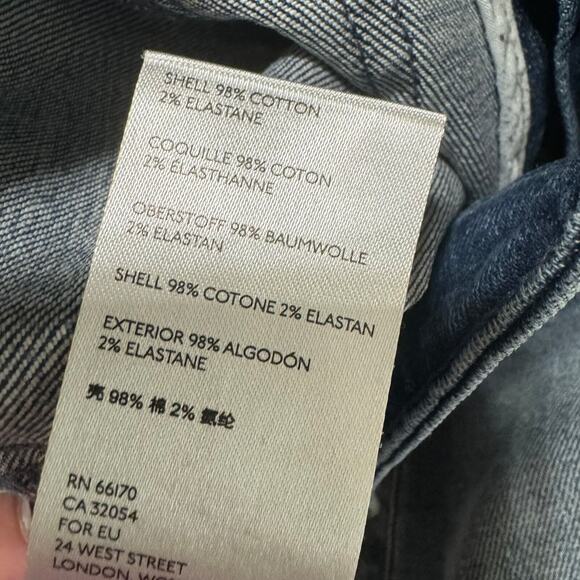 SHELL 98% COTTON
2% ELASTANE
COQUILLE 98% COTON
2% ÉLASTHANNE
OBERSTOFF 98% BAUMWOLLE
2% ELASTAN
SHELL 98% COTONE 2% ELASTAN
EXTERIOR 98% ALGODÓN
2% ELASTANE
壳 98% 棉 2% 氨纶
RN 66170
CA 32054
FOR EU
24 WEST STREET
LONDON,